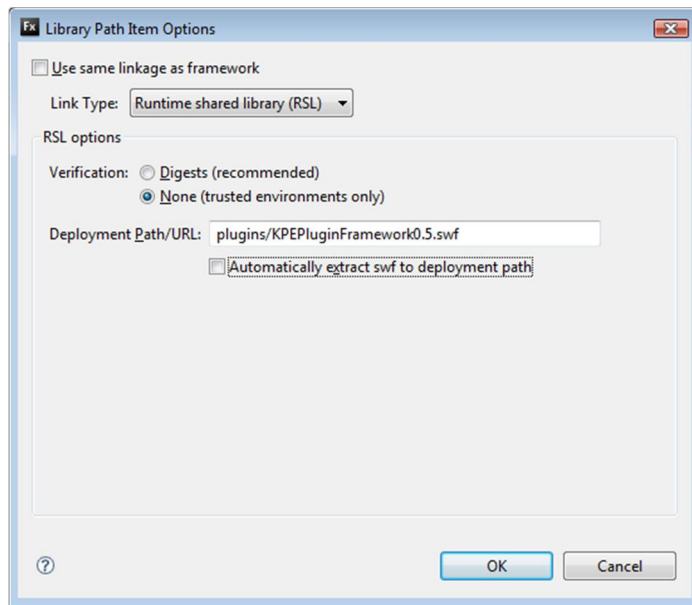 Fx Library Path Item Options
Use same linkage as framework
Link Type: Runtime shared library (RSL)
RSL options
Verification: Digests (recommended)
None (trusted environments only)
Deployment Path/URL: plugins/KPEPluginFramework0.5.swf
Automatically extract swf to deployment path
? OK Cancel